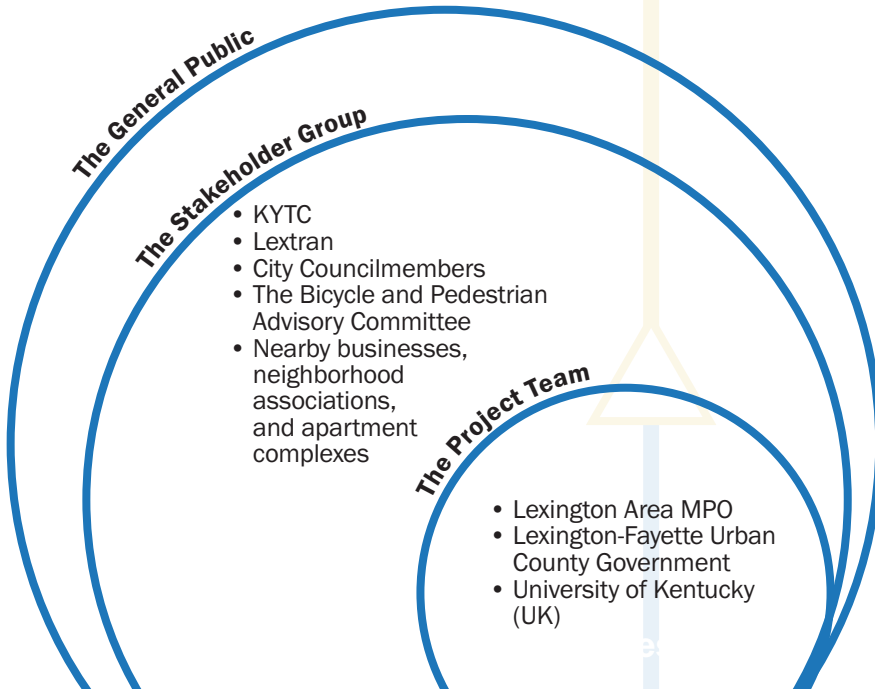 The General Public
The Stakeholder Group
• KYTC
• Lextran
• City Councilmembers
• The Bicycle and Pedestrian
Advisory Committee
• Nearby businesses,
neighborhood
associations,
and apartment
complexes
The Project Team
• Lexington Area MPO
• Lexington-Fayette Urban
County Government
• University of Kentucky
(UK)